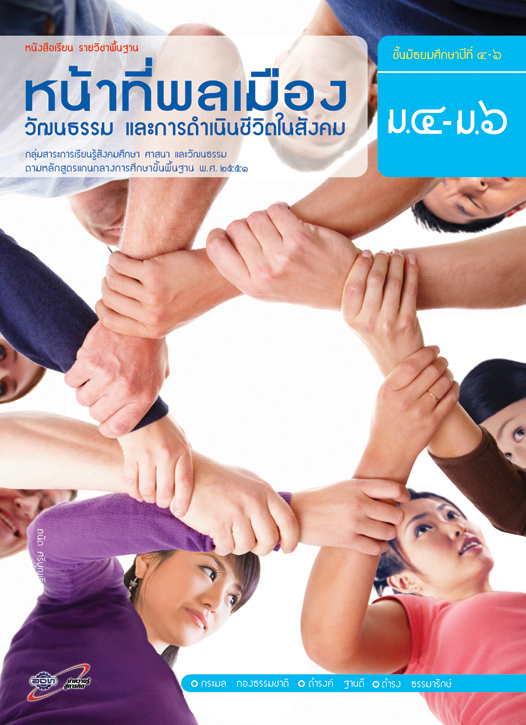 หนังสือเรียน รายวิชาพื้นฐาน
หน้าที่พลเมือง
วัฒนธรรม และการดำเนินชีวิตในสังคม
กลุ่มสาระการเรียนรู้สังคมศึกษา ศาสนา และวัฒนธรรม
ตามหลักสูตรแกนกลางการศึกษาขั้นพื้นฐาน พ.ศ. ๒๕๕๑
ชั้นมัธยมศึกษาปีที่ ๔-๖
ม.๔-ม.๖
กระมล ทองธรรมชาติ ดำรงค์ ฐานดี ดำรง ธรรมารักษ์